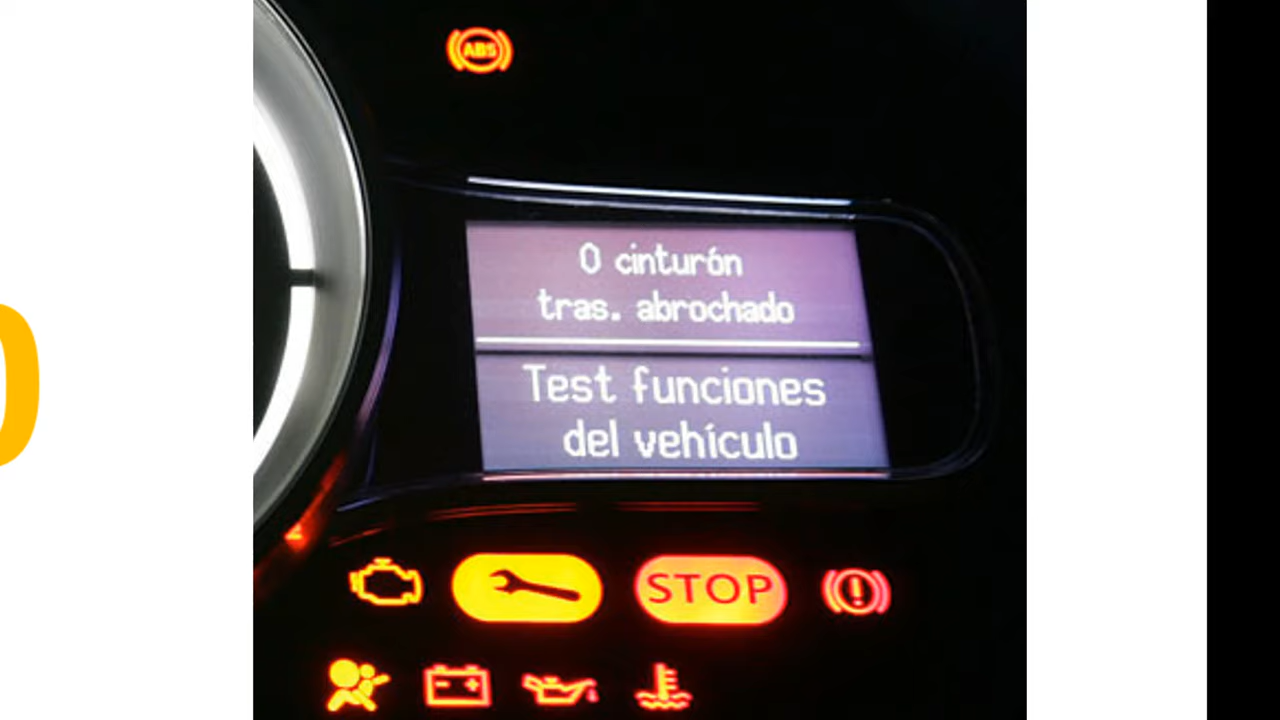 ABS
0 cinturón
tras. abrochado
Test funciones
del vehículo
STOP